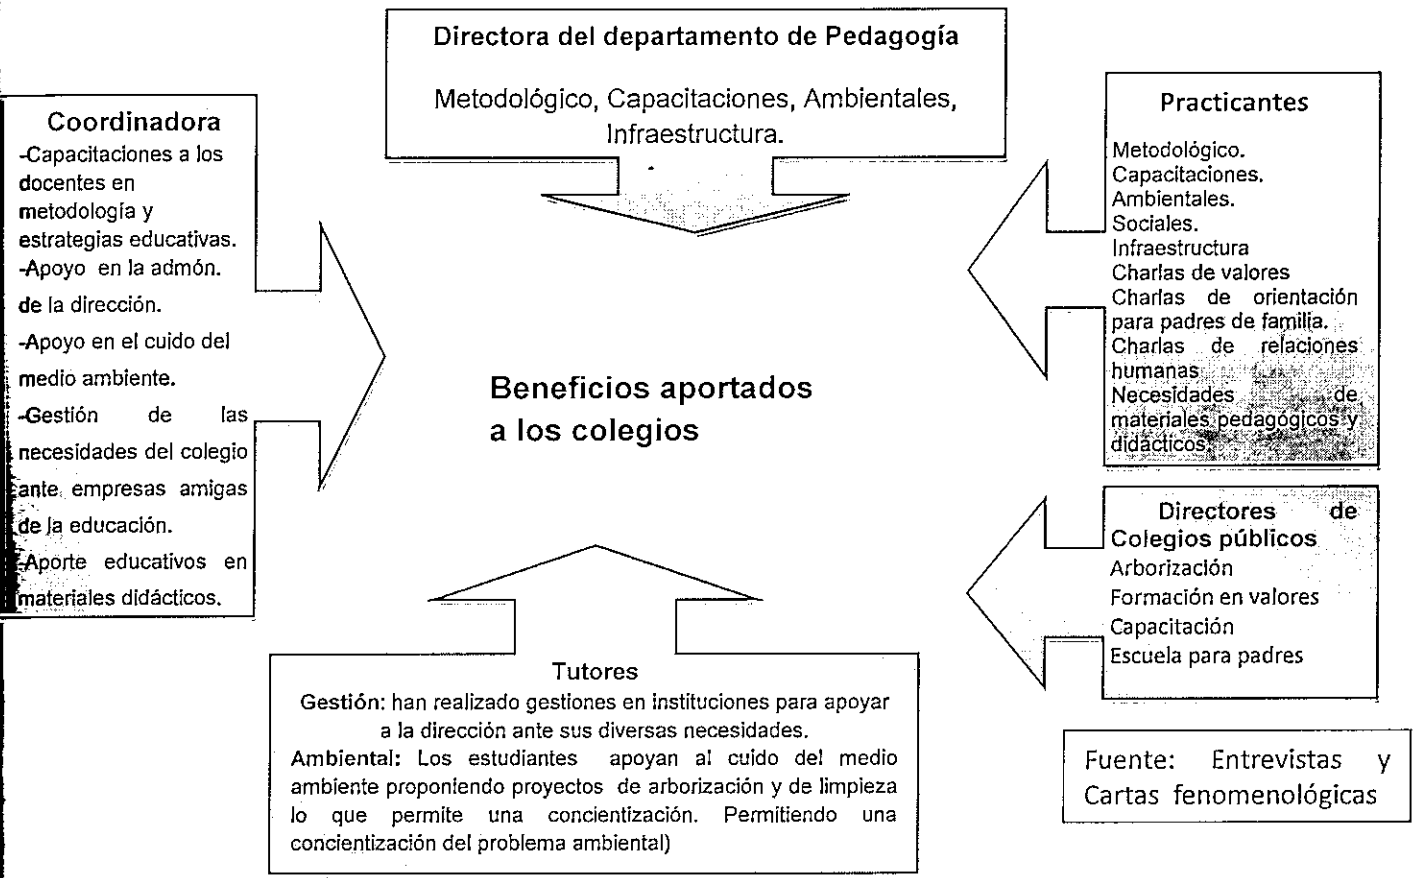 Directora del departamento de Pedagogía
Metodológico, Capacitaciones, Ambientales,
Infraestructura.
Coordinadora
-Capacitaciones a los
docentes en
metodología y
estrategias educativas.
-Apoyo en la admón.
de la dirección.
-Apoyo en el cuido del
medio ambiente.
-Gestión de las
necesidades del colegio
ante empresas amigas
de la educación.
-Aporte educativos en
materiales didácticos.
Practicantes
Metodológico.
Capacitaciones.
Ambientales.
Sociales.
Infraestructura
Charlas de valores
Charlas de orientación
para padres de familia.
Charlas de relaciones
humanas
Necesidades de
materiales pedagógicos y
didácticos.
Beneficios aportados
a los colegios
Directores de
Colegios públicos
Arborización
Formación en valores
Capacitación
Escuela para padres
Tutores
Gestión: han realizado gestiones en instituciones para apoyar
a la dirección ante sus diversas necesidades.
Ambiental: Los estudiantes apoyan al cuido del medio
ambiente proponiendo proyectos de arborización y de limpieza
lo que permite una concientización. Permitiendo una
concientización del problema ambiental)
Fuente: Entrevistas y
Cartas fenomenológicas